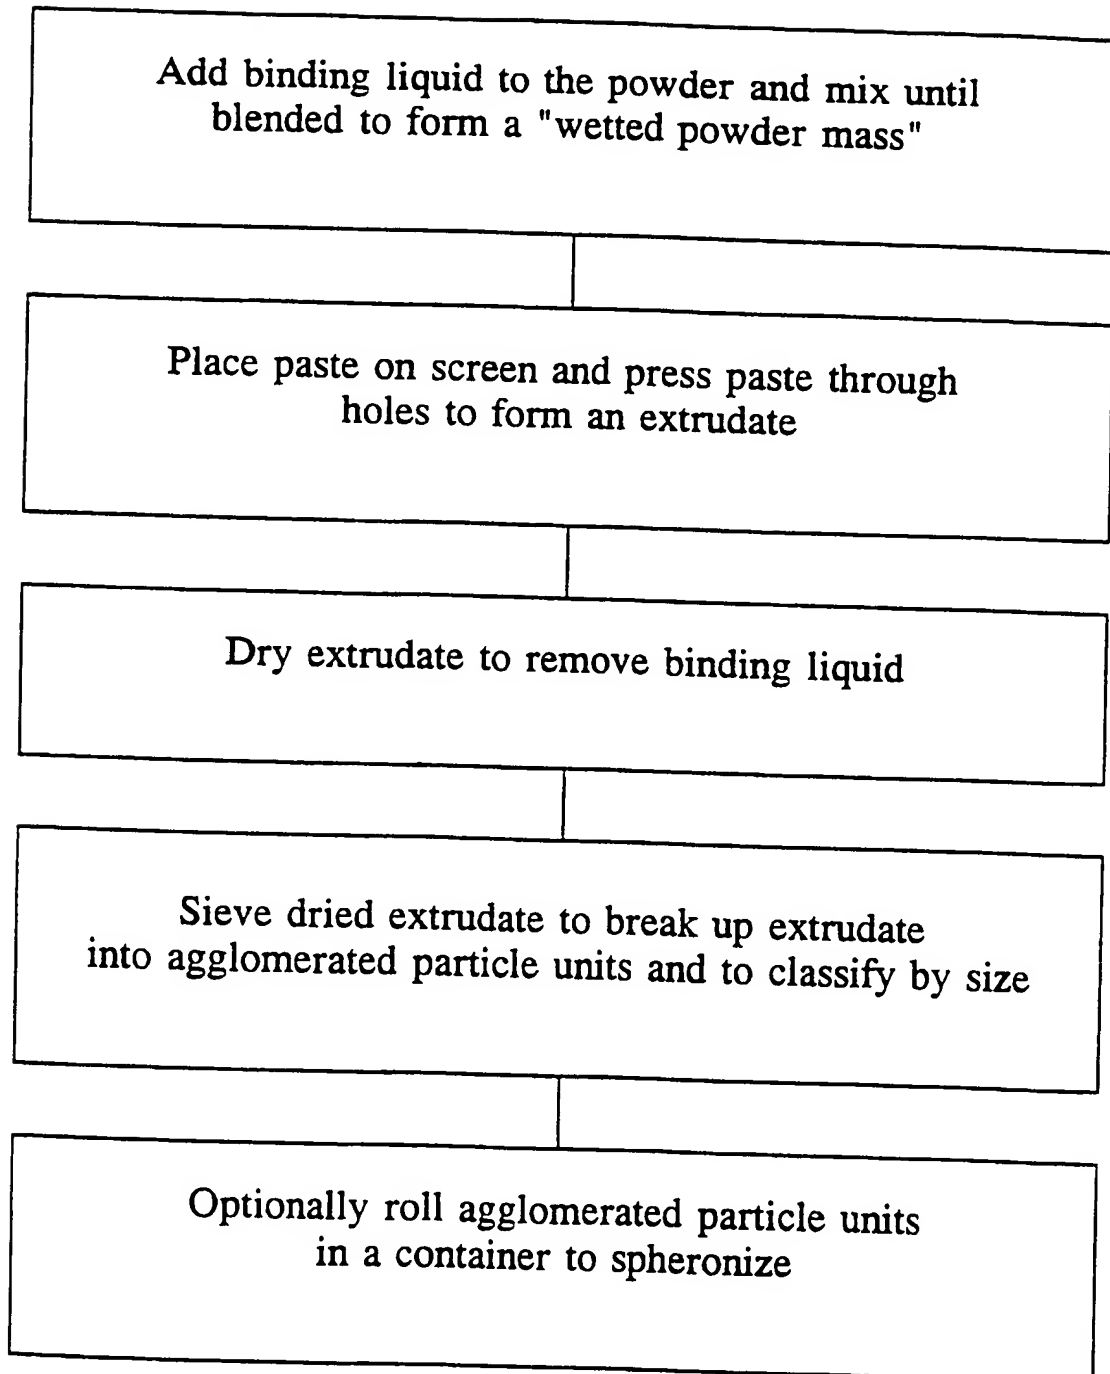 Add binding liquid to the powder and mix until
blended to form a "wetted powder mass"
Place paste on screen and press paste through
holes to form an extrudate
Dry extrudate to remove binding liquid
Sieve dried extrudate to break up extrudate
into agglomerated particle units and to classify by size
Optionally roll agglomerated particle units
in a container to spheronize